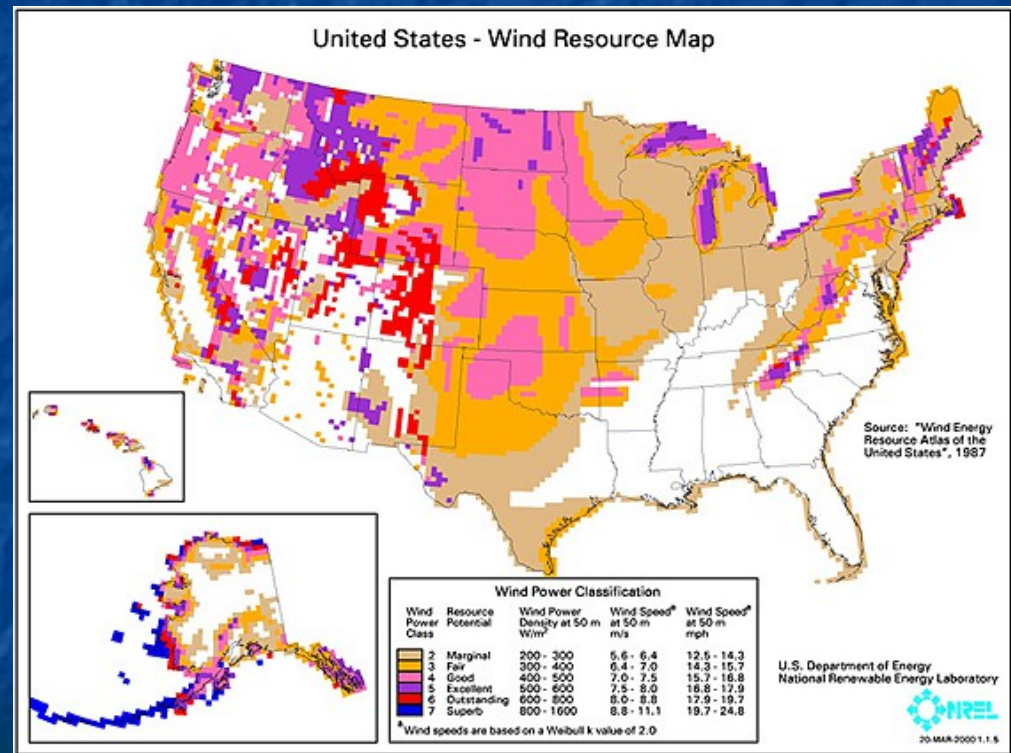 United States - Wind Resource Map
Source: "Wind Energy
Resource Atlas of the
United States", 1987
Wind Power Classification
Wind Power Class Resource Potential Wind Power Density at 50 m W/m² Wind Speedª at 50 m m/s Wind Speedª at 50 m mph
2 Marginal 200 - 300 5.6 - 6.4 12.5 - 14.3
3 Fair 300 - 400 6.4 - 7.0 14.3 - 15.7
4 Good 400 - 500 7.0 - 7.5 15.7 - 16.8
5 Excellent 500 - 600 7.5 - 8.0 16.8 - 17.9
6 Outstanding 600 - 800 8.0 - 8.8 17.9 - 19.7
7 Superb 800 - 1600 8.8 - 11.1 19.7 - 24.8
ªWind speeds are based on a Weibull k value of 2.0
U.S. Department of Energy
National Renewable Energy Laboratory
NREL
20-MAR-2000 1.1.5